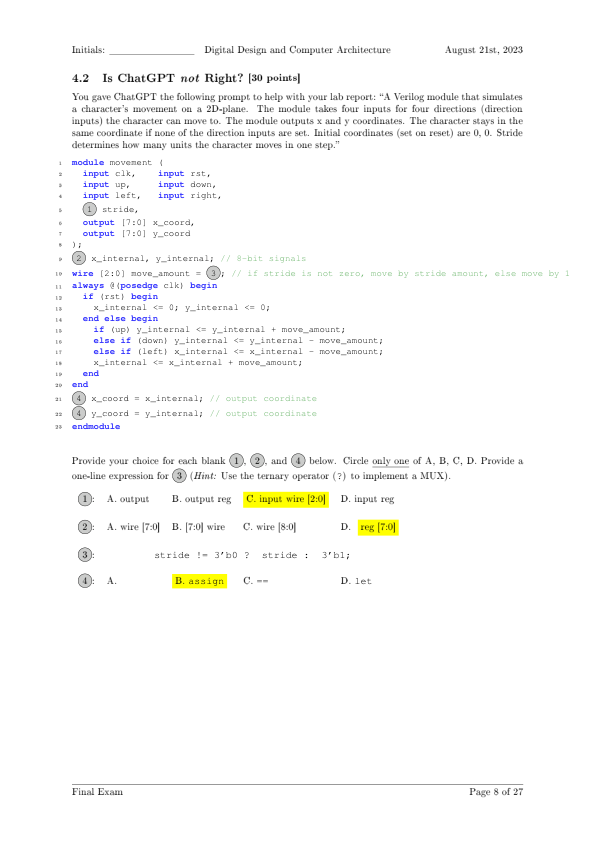 Initials: ________________ Digital Design and Computer Architecture August 21st, 2023
4.2 Is ChatGPT not Right? [30 points]
You gave ChatGPT the following prompt to help with your lab report: “A Verilog module that simulates
a character’s movement on a 2D-plane. The module takes four inputs for four directions (direction
inputs) the character can move to. The module outputs x and y coordinates. The character stays in the
same coordinate if none of the direction inputs are set. Initial coordinates (set on reset) are 0, 0. Stride
determines how many units the character moves in one step.”
1 module movement (
2 input clk, input rst,
3 input up, input down,
4 input left, input right,
5 1 stride,
6 output [7:0] x_coord,
7 output [7:0] y_coord
8 );
9 2 x_internal, y_internal; // 8-bit signals
10 wire [2:0] move_amount = 3; // if stride is not zero, move by stride amount, else move by 1
11 always @(posedge clk) begin
12 if (rst) begin
13 x_internal <= 0; y_internal <= 0;
14 end else begin
15 if (up) y_internal <= y_internal + move_amount;
16 else if (down) y_internal <= y_internal - move_amount;
17 else if (left) x_internal <= x_internal - move_amount;
18 x_internal <= x_internal + move_amount;
19 end
20 end
21 4 x_coord = x_internal; // output coordinate
22 4 y_coord = y_internal; // output coordinate
23 endmodule
Provide your choice for each blank 1, 2, and 4 below. Circle only one of A, B, C, D. Provide a
one-line expression for 3 (Hint: Use the ternary operator (?) to implement a MUX).
1: A. output B. output reg C. input wire [2:0] D. input reg
2: A. wire [7:0] B. [7:0] wire C. wire [8:0] D. reg [7:0]
3: stride != 3’b0 ? stride : 3’b1;
4: A. B. assign C. == D. let
Final Exam Page 8 of 27